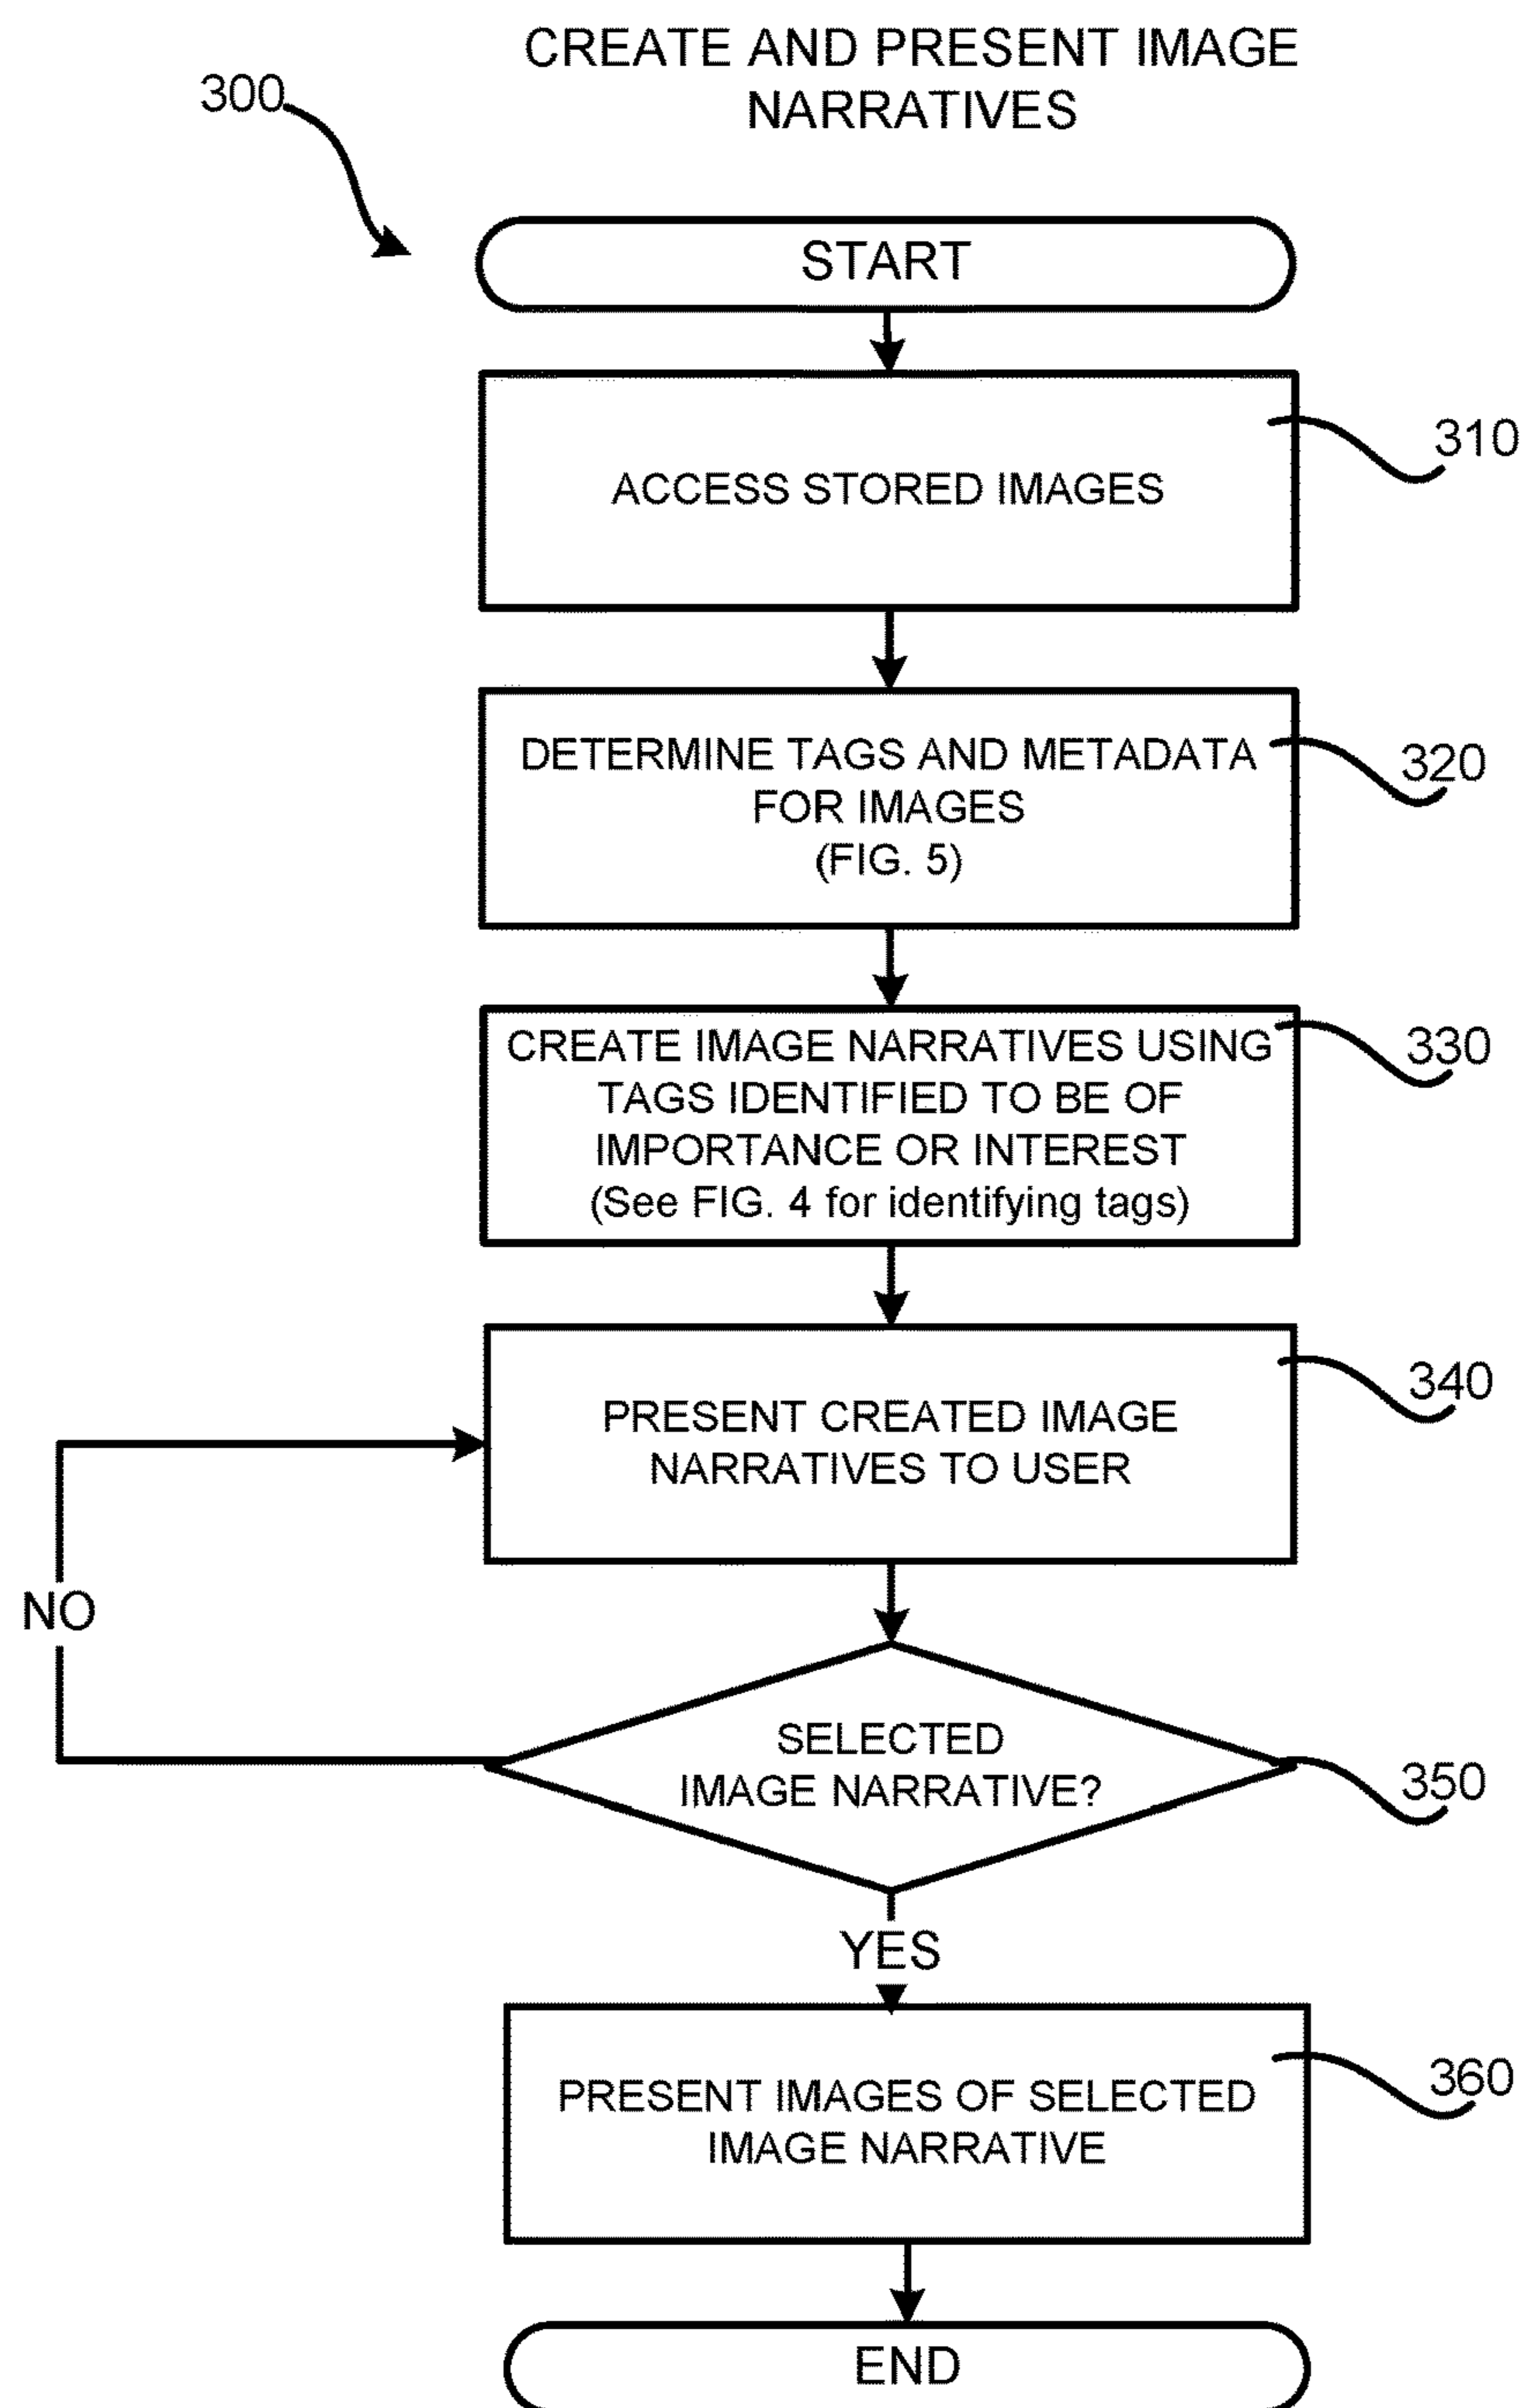 CREATE AND PRESENT IMAGE
NARRATIVES
300
START
ACCESS STORED IMAGES
310
DETERMINE TAGS AND METADATA
FOR IMAGES
(FIG. 5)
320
CREATE IMAGE NARRATIVES USING
TAGS IDENTIFIED TO BE OF
IMPORTANCE OR INTEREST
(See FIG. 4 for identifying tags)
330
PRESENT CREATED IMAGE
NARRATIVES TO USER
340
NO
SELECTED
IMAGE NARRATIVE?
350
YES
PRESENT IMAGES OF SELECTED
IMAGE NARRATIVE
360
END